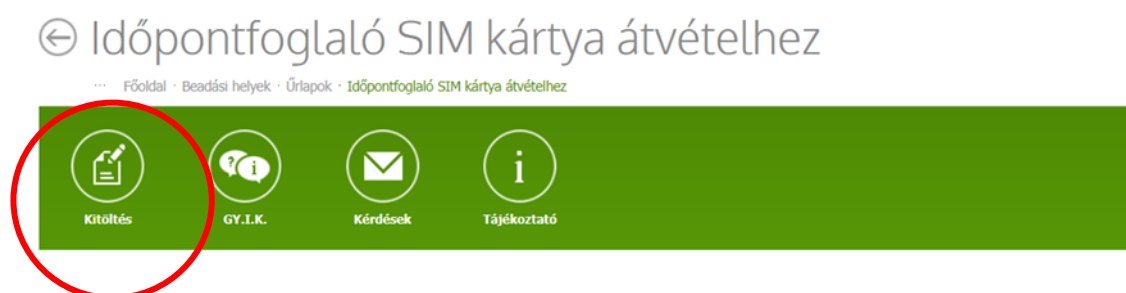 Időpontfoglaló SIM kártya átvételhez
··· Főoldal · Beadási helyek · Űrlapok · Időpontfoglaló SIM kártya átvételhez
Kitöltés GY.I.K. Kérdések Tájékoztató